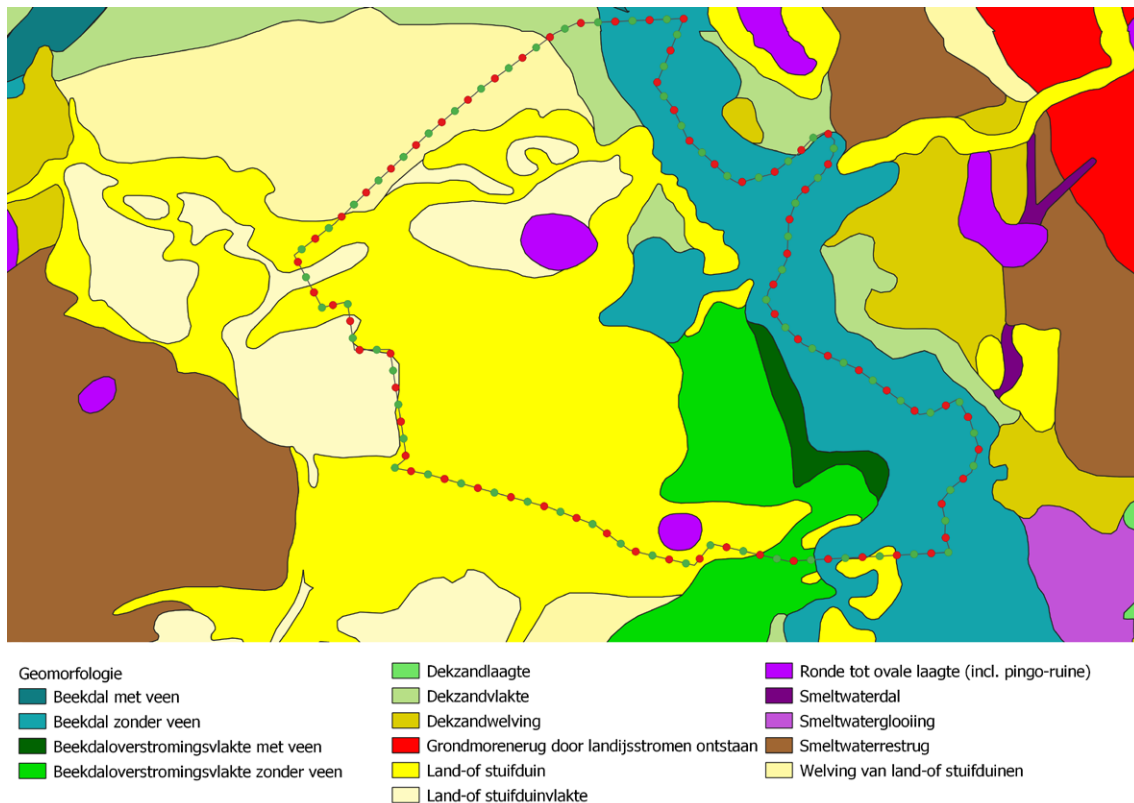 Geomorfologie
Beekdal met veen
Beekdal zonder veen
Beekdaloverstromingsvlakte met veen
Beekdaloverstromingsvlakte zonder veen
Dekzandlaagte
Dekzandvlakte
Dekzandwelving
Grondmorenerug door landijsstromen ontstaan
Land-of stuifduin
Land-of stuifduinvlakte
Ronde tot ovale laagte (incl. pingo-ruine)
Smeltwaterdal
Smeltwaterglooiing
Smeltwaterrestrug
Welving van land-of stuifduinen